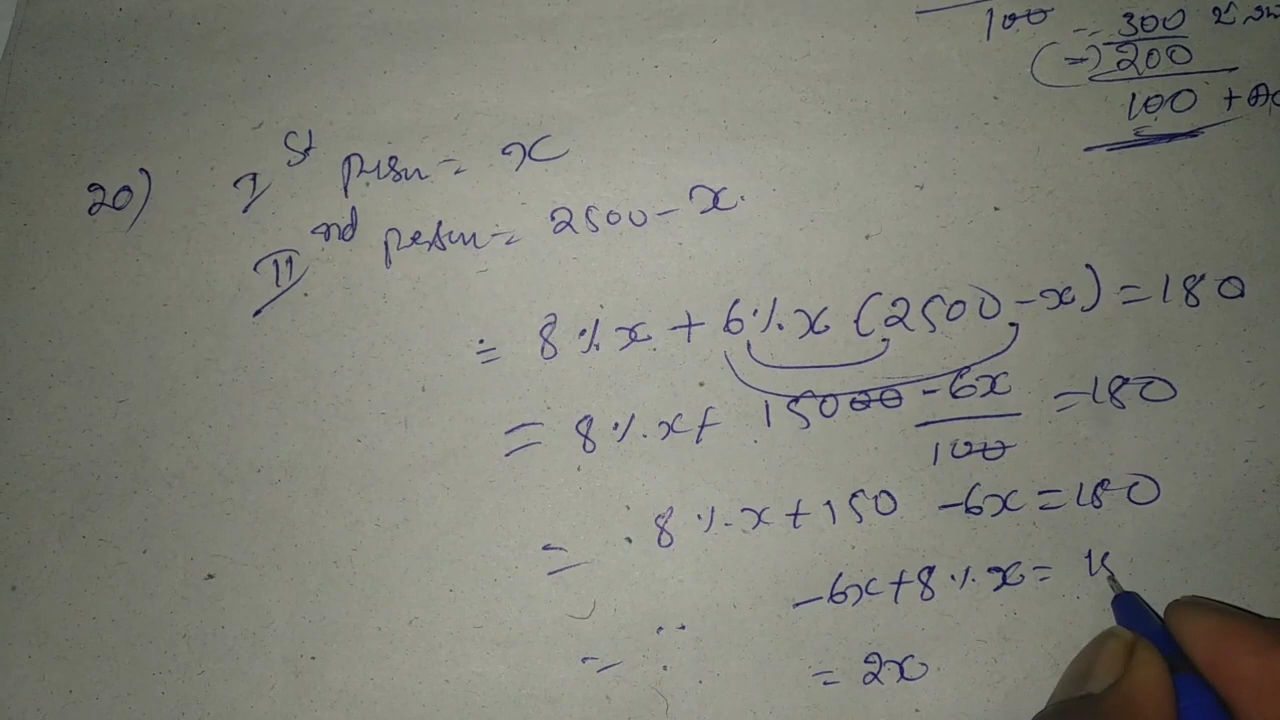 100 -- 300
(-) 200
100 +
20) I st person = x
II nd person = 2500 - x.
= 8 % x + 6 % x (2500 - x) = 180
= 8 % x + 15000 - 6x = 180
100
= 8 % x + 150 - 6x = 180
- 6x + 8 % x = 18
= 2x